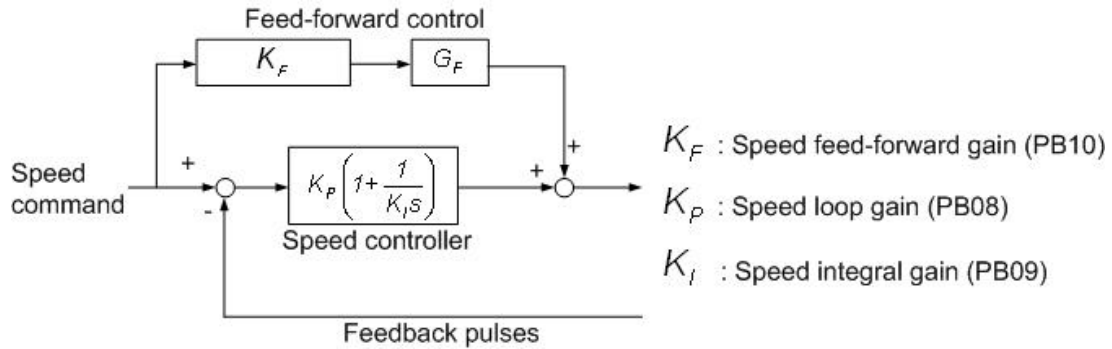 Feed-forward control
K_F
G_F
+
K_F : Speed feed-forward gain (PB10)
Speed
command
+
-
K_P(1+1/K_I s)
+
K_P : Speed loop gain (PB08)
Speed controller
K_I : Speed integral gain (PB09)
Feedback pulses